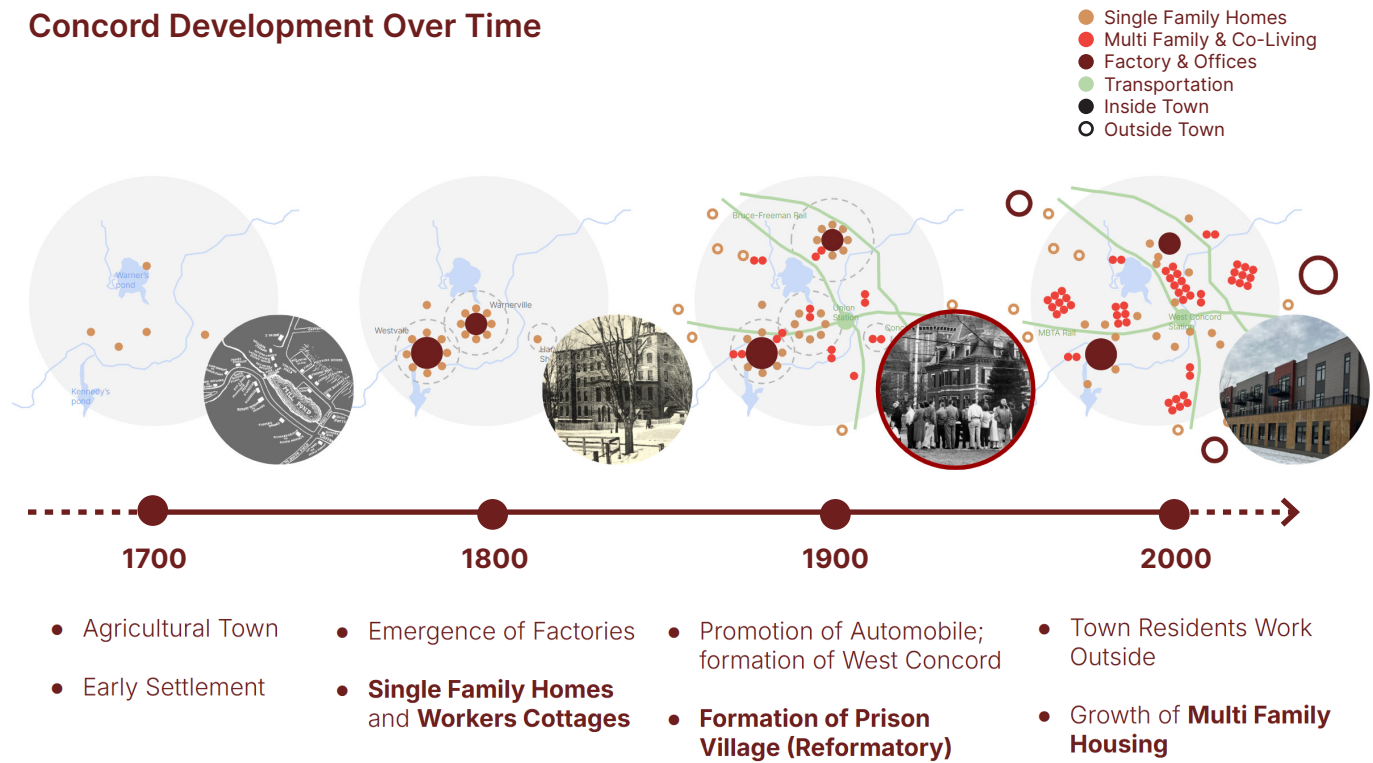 Concord Development Over Time
Single Family Homes
Multi Family & Co-Living
Factory & Offices
Transportation
Inside Town
Outside Town
Warner's
pond
Kennedy's
pond
MILL POND
Warnerville
Westvale
Bruce-Freeman Rail
Union
Station
MBTA Rail
West Concord
Station
1700
1800
1900
2000
● Agricultural Town
● Early Settlement
● Emergence of Factories
● Single Family Homes
and Workers Cottages
● Promotion of Automobile;
formation of West Concord
● Formation of Prison
Village (Reformatory)
● Town Residents Work
Outside
● Growth of Multi Family
Housing